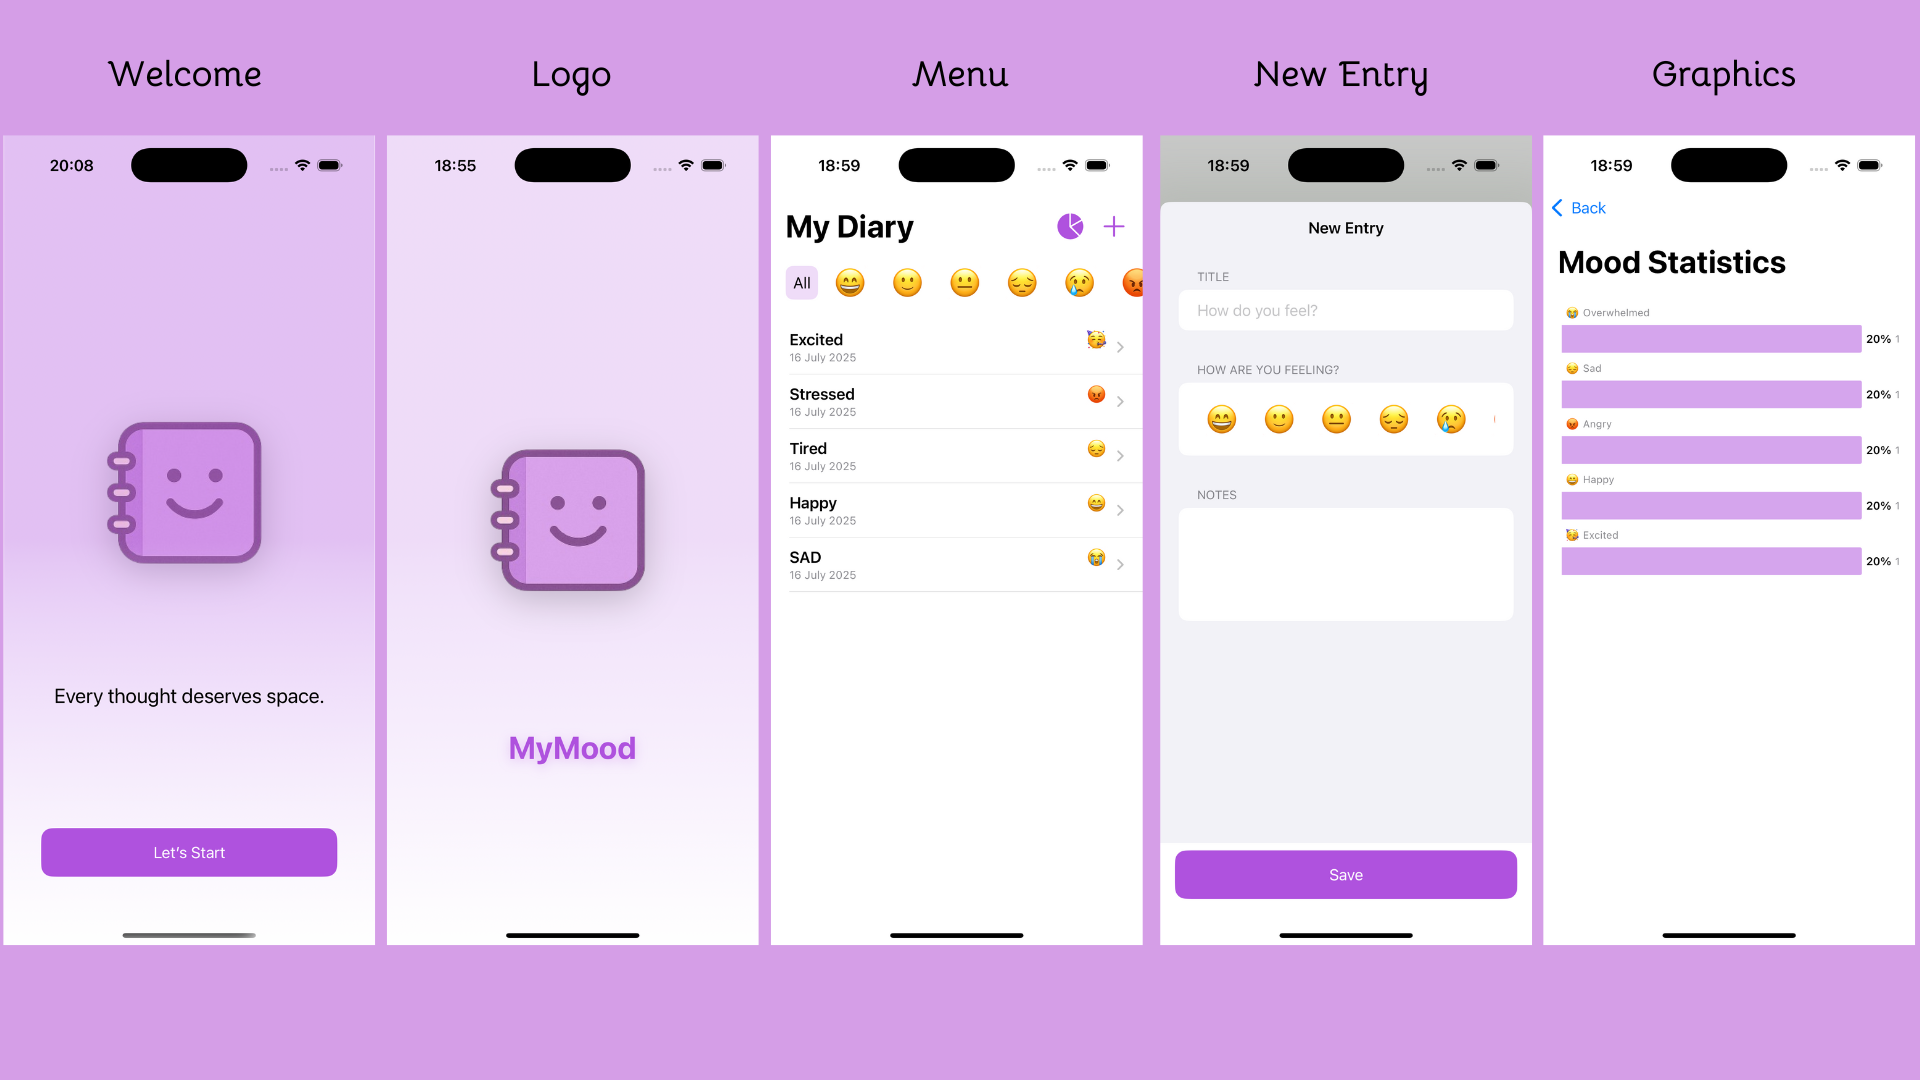 Welcome
Logo
Menu
New Entry
Graphics
20:08
Every thought deserves space.
Let's Start
18:55
MyMood
18:59
My Diary
All
Excited
16 July 2025
Stressed
16 July 2025
Tired
16 July 2025
Happy
16 July 2025
SAD
16 July 2025
18:59
New Entry
TITLE
How do you feel?
HOW ARE YOU FEELING?
NOTES
Save
18:59
Back
Mood Statistics
Overwhelmed
20% 1
Sad
20% 1
Angry
20% 1
Happy
20% 1
Excited
20% 1